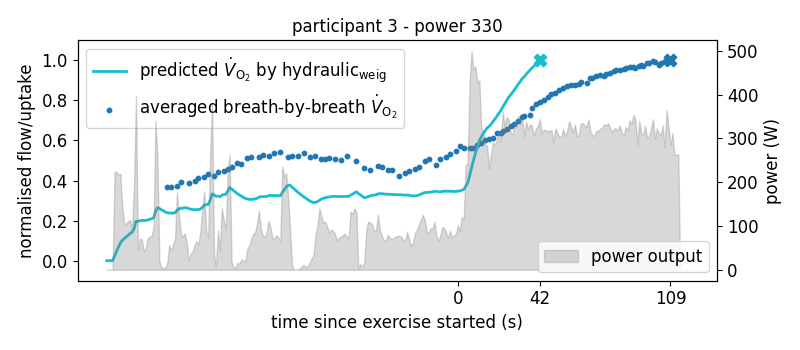 participant 3 - power 330
normalised flow/uptake
1.0
0.8
0.6
0.4
0.2
0.0
predicted V̇O₂ by hydraulic_weig
averaged breath-by-breath V̇O₂
500
400
300
200
100
0
power (W)
power output
0 42 109
time since exercise started (s)